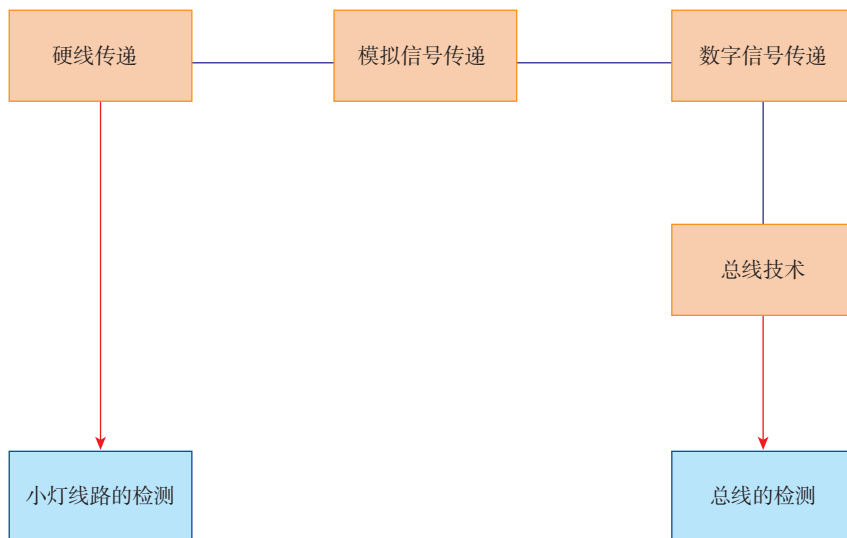 硬线传递
模拟信号传递
数字信号传递
总线技术
小灯线路的检测
总线的检测